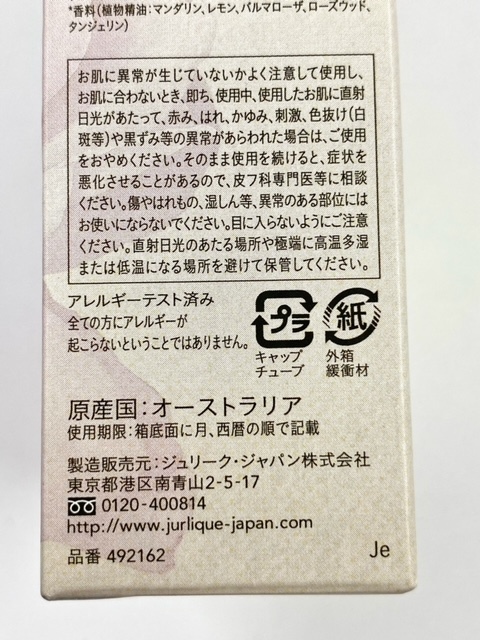 *香料(植物精油:マンダリン、レモン、パルマローザ、ローズウッド、
タンジェリン)
お肌に異常が生じていないかよく注意して使用し、
お肌に合わないとき、即ち、使用中、使用したお肌に直射
日光があたって、赤み、はれ、かゆみ、刺激、色抜け(白
斑等)や黒ずみ等の異常があらわれた場合は、ご使用
をおやめください。そのまま使用を続けると、症状を
悪化させることがあるので、皮フ科専門医等に相談
ください。傷やはれもの、湿しん等、異常のある部位には
お使いにならないでください。目に入らないようにご注意
ください。直射日光のあたる場所や極端に高温多湿
または低温になる場所を避けて保管してください。
アレルギーテスト済み
全ての方にアレルギーが
起こらないということではありません。
プラ
キャップ
チューブ
紙
外箱
緩衝材
原産国:オーストラリア
使用期限:箱底面に月、西暦の順で記載
製造販売元:ジュリーク・ジャパン株式会社
東京都港区南青山2-5-17
0120-400814
http://www.jurlique-japan.com
品番 492162
Je